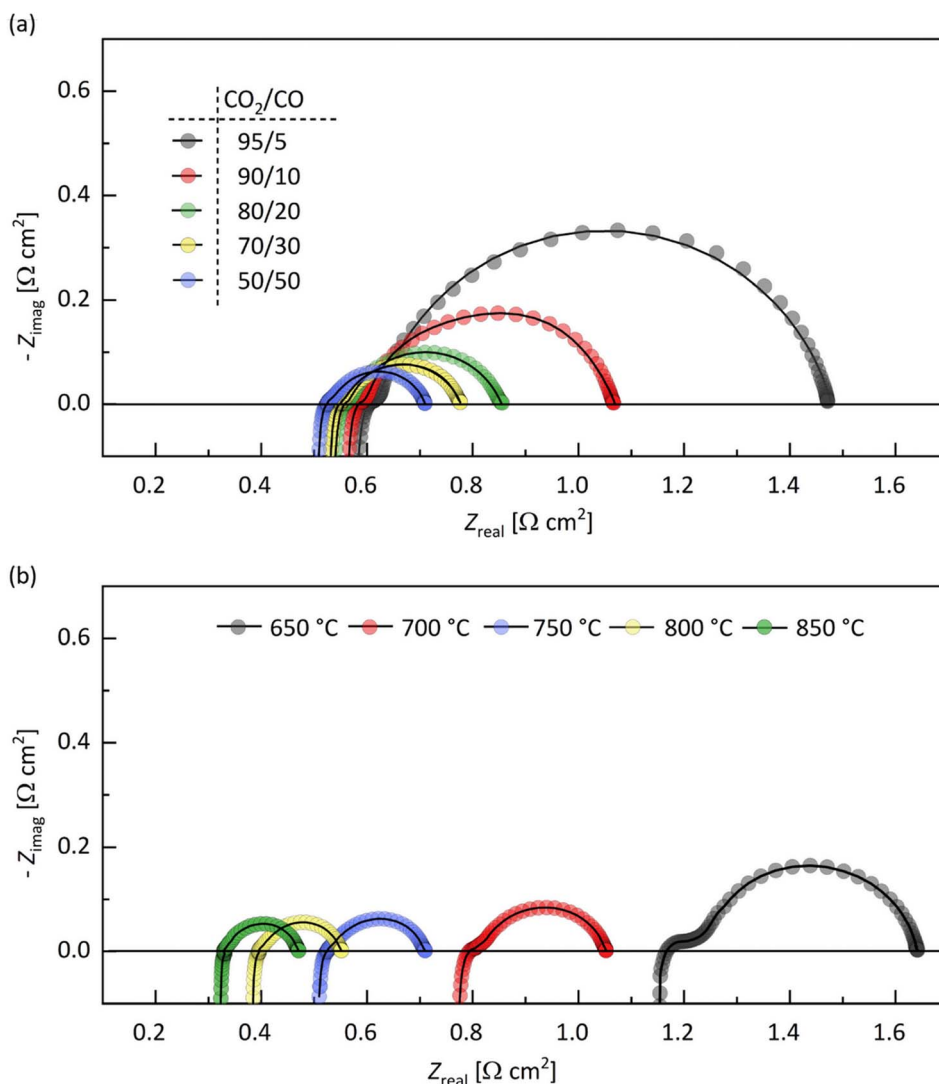 (a)
0.6
0.4
0.2
0.0
- Zimag [Ω cm²]
CO₂/CO
95/5
90/10
80/20
70/30
50/50
0.2 0.4 0.6 0.8 1.0 1.2 1.4 1.6
Zreal [Ω cm²]
(b)
0.6
0.4
0.2
0.0
- Zimag [Ω cm²]
650 °C 700 °C 750 °C 800 °C 850 °C
0.2 0.4 0.6 0.8 1.0 1.2 1.4 1.6
Zreal [Ω cm²]